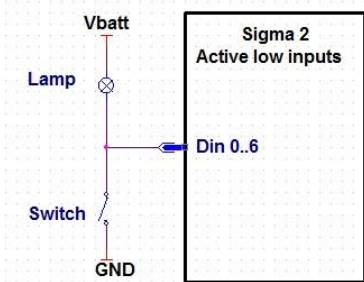 Vbatt
Sigma 2
Active low inputs
Lamp
Din 0..6
Switch
GND